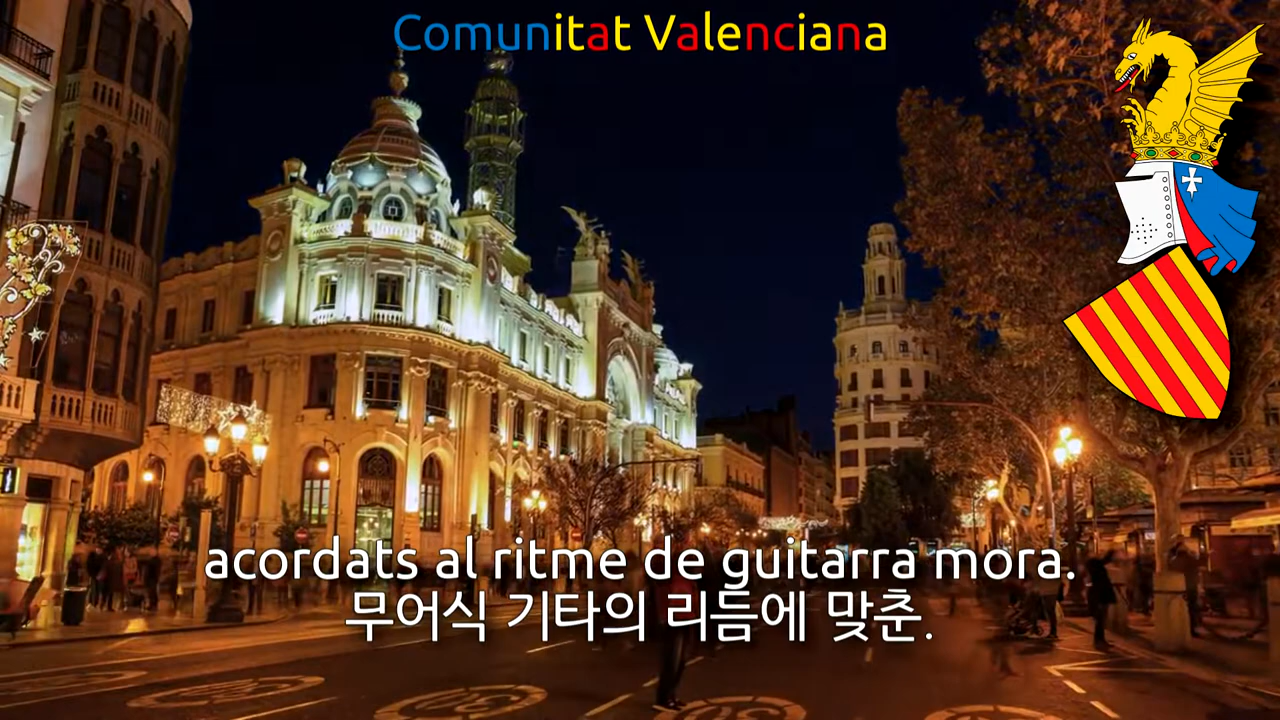 Comunitat Valenciana
acordats al ritme de guitarra mora.
무어식 기타의 리듬에 맞춘.